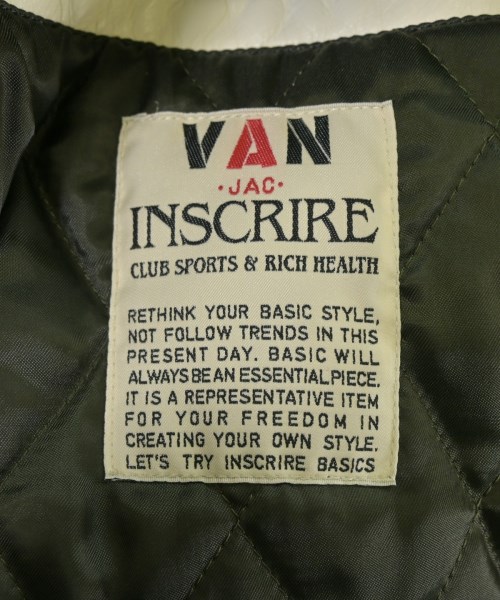 VAN
·JAC·
INSCRIRE
CLUB SPORTS & RICH HEALTH
RETHINK YOUR BASIC STYLE,
NOT FOLLOW TRENDS IN THIS
PRESENT DAY. BASIC WILL
ALWAYS BE AN ESSENTIAL PIECE.
IT IS A REPRESENTATIVE ITEM
FOR YOUR FREEDOM IN
CREATING YOUR OWN STYLE.
LET'S TRY INSCRIRE BASICS